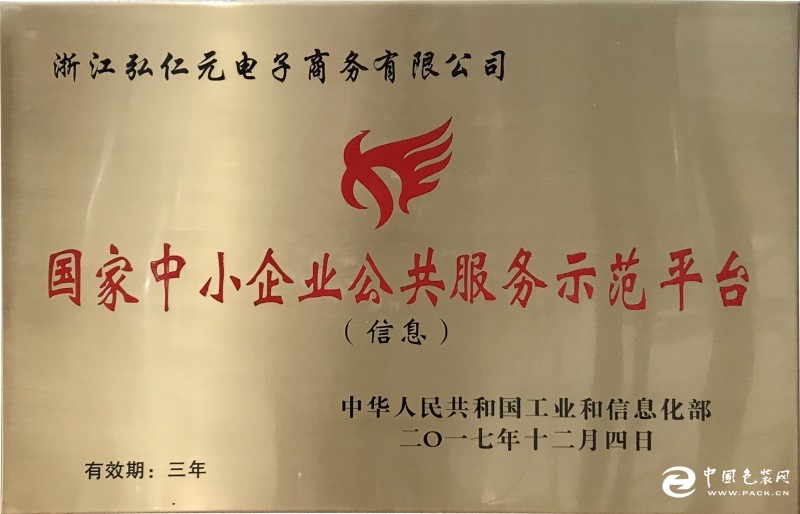 浙江弘仁元电子商务有限公司
国家中小企业公共服务示范平台
（信息）
中华人民共和国工业和信息化部
二〇一七年十二月四日
有效期：三年
中国包装网
WWW.PACK.CN